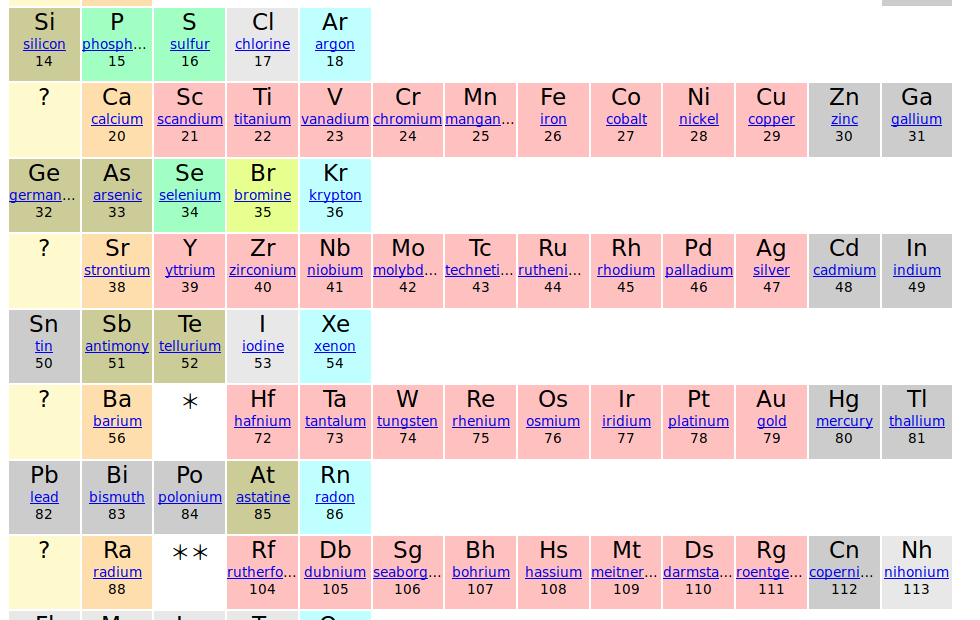 Si P S Cl Ar
silicon phosph... sulfur chlorine argon
14 15 16 17 18
? Ca Sc Ti V Cr Mn Fe Co Ni Cu Zn Ga
calcium scandium titanium vanadium chromium mangan... iron cobalt nickel copper zinc gallium
20 21 22 23 24 25 26 27 28 29 30 31
Ge As Se Br Kr
german... arsenic selenium bromine krypton
32 33 34 35 36
? Sr Y Zr Nb Mo Tc Ru Rh Pd Ag Cd In
strontium yttrium zirconium niobium molybd... techneti... rutheni... rhodium palladium silver cadmium indium
38 39 40 41 42 43 44 45 46 47 48 49
Sn Sb Te I Xe
tin antimony tellurium iodine xenon
50 51 52 53 54
? Ba * Hf Ta W Re Os Ir Pt Au Hg Tl
barium hafnium tantalum tungsten rhenium osmium iridium platinum gold mercury thallium
56 72 73 74 75 76 77 78 79 80 81
Pb Bi Po At Rn
lead bismuth polonium astatine radon
82 83 84 85 86
? Ra ** Rf Db Sg Bh Hs Mt Ds Rg Cn Nh
radium rutherfo... dubnium seaborg... bohrium hassium meitner... darmsta... roentge... coperni... nihonium
88 104 105 106 107 108 109 110 111 112 113